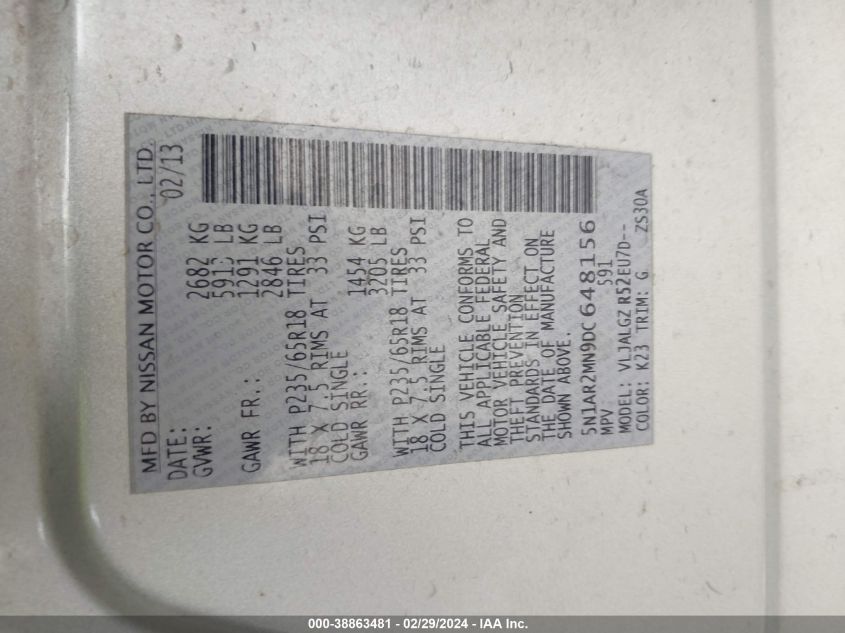 MFD BY NISSAN MOTOR CO., LTD.
DATE: 02/13
GVWR: 2682 KG
5913 LB
GAWR FR.: 1291 KG
2846 LB
WITH P235/65R18 TIRES
18 X 7.5 RIMS AT 33 PSI
COLD SINGLE
GAWR RR.: 1454 KG
3205 LB
WITH P235/65R18 TIRES
18 X 7.5 RIMS AT 33 PSI
COLD SINGLE
THIS VEHICLE CONFORMS TO
ALL APPLICABLE FEDERAL
MOTOR VEHICLE SAFETY AND
THEFT PREVENTION
STANDARDS IN EFFECT ON
THE DATE OF MANUFACTURE
SHOWN ABOVE.
5N1AR2MN9DC648156
MPV 591
MODEL: VLJALGZ R52EU7D--
COLOR: K23 TRIM: G ZS30A
000-38863481 - 02/29/2024 - IAA Inc.